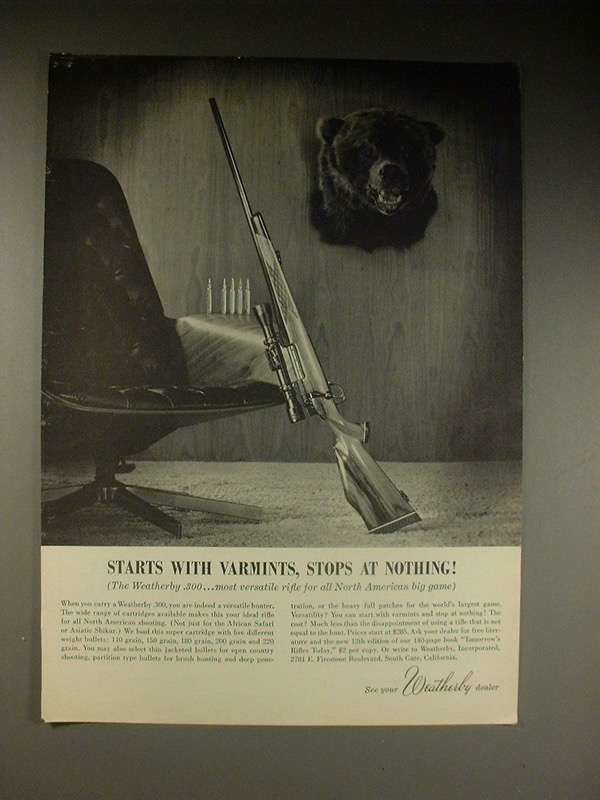 STARTS WITH VARMINTS, STOPS AT NOTHING!
(The Weatherby .300...most versatile rifle for all North American big game)
When you carry a Weatherby .300, you are indeed a versatile hunter.
The wide range of cartridges available makes this your ideal rifle
for all North American shooting. (Not just for the African Safari
or Asiatic Shikar.) We load this super cartridge with five different
weight bullets: 110 grain, 150 grain, 180 grain, 200 grain and 220
grain. You may also select thin jacketed bullets for open country
shooting, partition type bullets for brush hunting and deep pene-
tration, or the heavy full patches for the world's largest game.
Versatility? You can start with varmints and stop at nothing! The
cost? Much less than the disappointment of using a rifle that is not
equal to the hunt. Prices start at $285. Ask your dealer for free liter-
ature and the new 13th edition of our 180-page book "Tomorrow's
Rifles Today," $2 per copy. Or write to Weatherby, Incorporated,
2781 E. Firestone Boulevard, South Gate, California.
See your Weatherby dealer